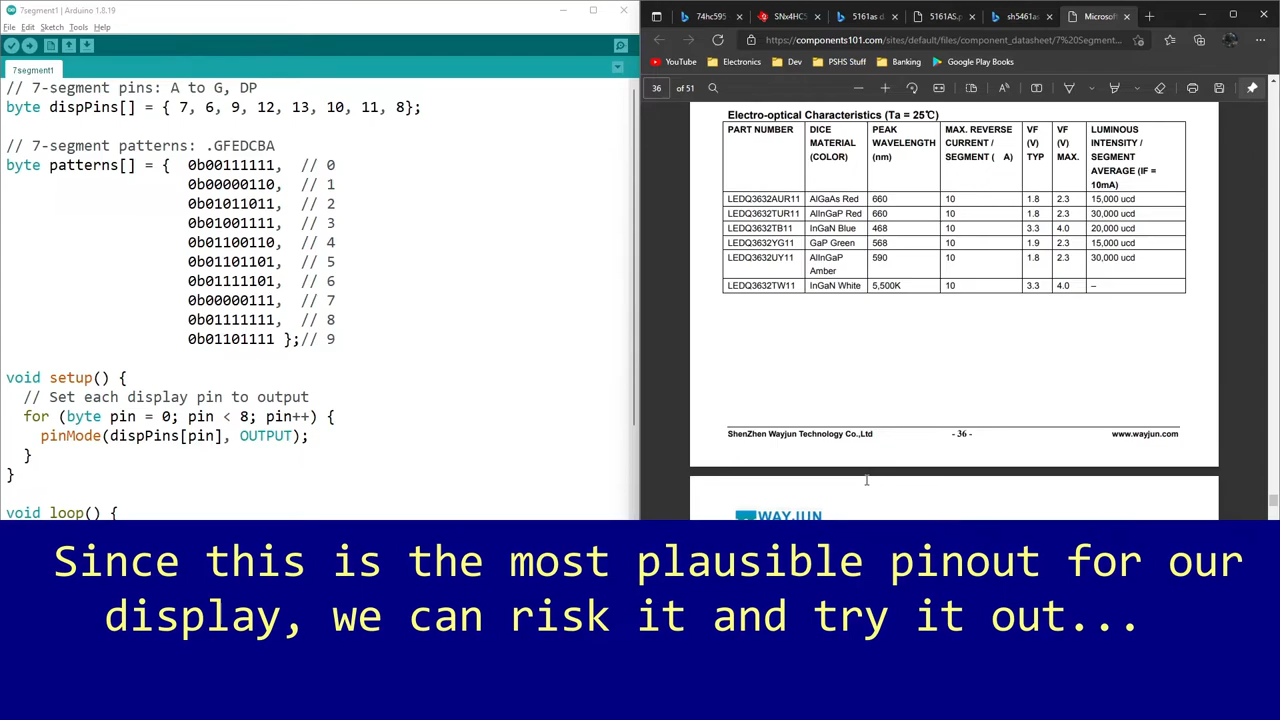 7segment1 | Arduino 1.8.19
File Edit Sketch Tools Help
7segment1
// 7-segment pins: A to G, DP
byte dispPins[] = { 7, 6, 9, 12, 13, 10, 11, 8};
// 7-segment patterns: .GFEDCBA
byte patterns[] = { 0b00111111, // 0
0b00000110, // 1
0b01011011, // 2
0b01001111, // 3
0b01100110, // 4
0b01101101, // 5
0b01111101, // 6
0b00000111, // 7
0b01111111, // 8
0b01101111 };// 9
void setup() {
// Set each display pin to output
for (byte pin = 0; pin < 8; pin++) {
pinMode(dispPins[pin], OUTPUT);
}
}
void loop() {
74hc595 SNx4HC5 5161as d 5161AS.p sh5461as Microsof
https://components101.com/sites/default/files/component_datasheet/7%20Segment...
YouTube Electronics Dev PSHS Stuff Banking Google Play Books
36 of 51
Electro-optical Characteristics (Ta = 25℃)
PART NUMBER DICE MATERIAL (COLOR) PEAK WAVELENGTH (nm) MAX. REVERSE CURRENT / SEGMENT ( A) VF (V) TYP VF (V) MAX. LUMINOUS INTENSITY / SEGMENT AVERAGE (IF = 10mA)
LEDQ3632AUR11 AlGaAs Red 660 10 1.8 2.3 15,000 ucd
LEDQ3632TUR11 AlInGaP Red 660 10 1.8 2.3 30,000 ucd
LEDQ3632TB11 InGaN Blue 468 10 3.3 4.0 20,000 ucd
LEDQ3632YG11 GaP Green 568 10 1.9 2.3 15,000 ucd
LEDQ3632UY11 AlInGaP Amber 590 10 1.8 2.3 30,000 ucd
LEDQ3632TW11 InGaN White 5,500K 10 3.3 4.0 –
ShenZhen Wayjun Technology Co.,Ltd - 36 - www.wayjun.com
WAYJUN
Since this is the most plausible pinout for our
display, we can risk it and try it out...